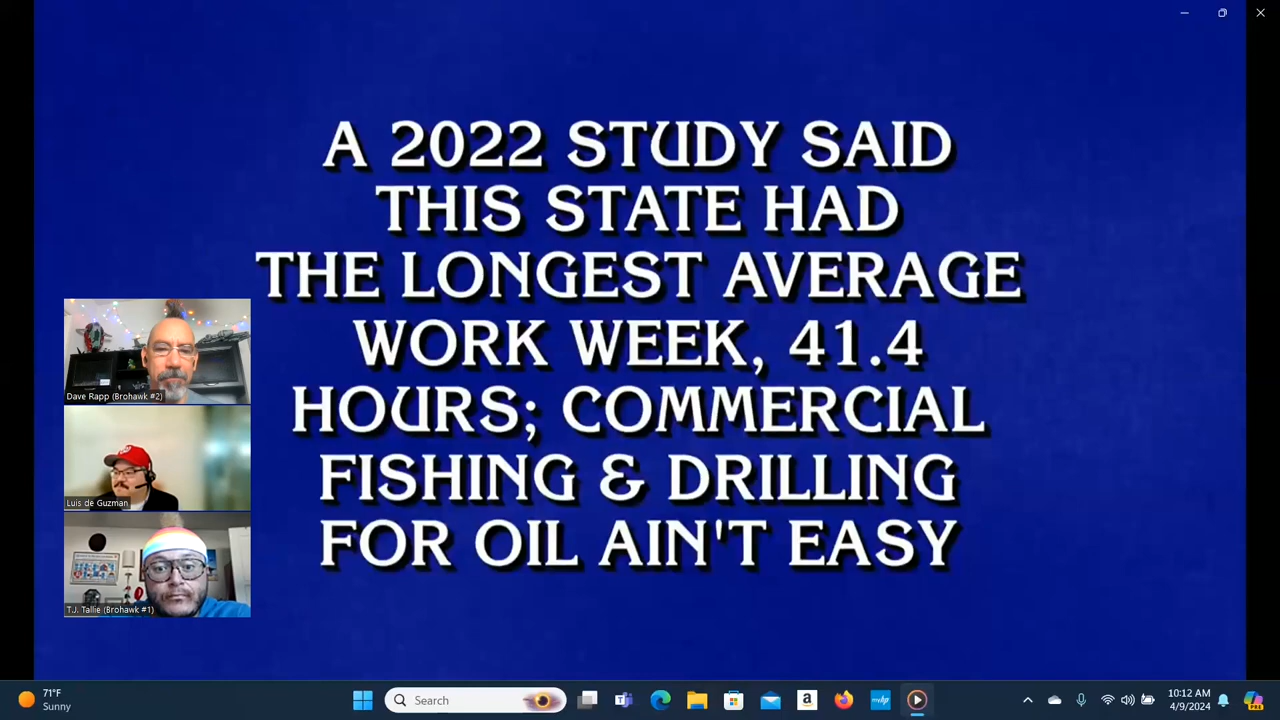 A 2022 STUDY SAID
THIS STATE HAD
THE LONGEST AVERAGE
WORK WEEK, 41.4
HOURS; COMMERCIAL
FISHING & DRILLING
FOR OIL AIN'T EASY
Dave Rapp (Brohawk #2)
Luis de Guzman
T.J. Tallie (Brohawk #1)
71°F
Sunny
Search
10:12 AM
4/9/2024